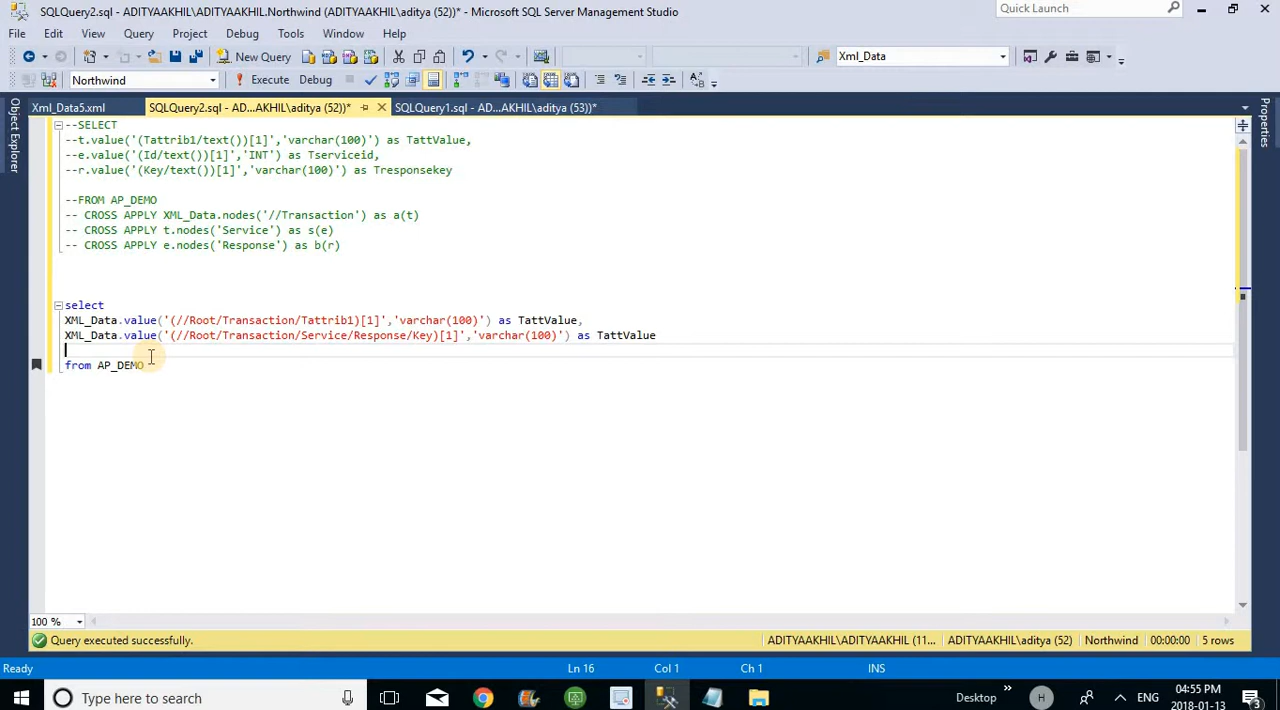 SQLQuery2.sql - ADITYAAKHIL\ADITYAAKHIL.Northwind (ADITYAAKHIL\aditya (52))* - Microsoft SQL Server Management Studio
Quick Launch
File Edit View Query Project Debug Tools Window Help
New Query Xml_Data
Northwind Execute Debug
Xml_Data5.xml SQLQuery2.sql - AD...AKHIL\aditya (52))* SQLQuery1.sql - AD...AKHIL\aditya (53))*
Object Explorer
Properties
--SELECT
--t.value('(Tattrib1/text())[1]','varchar(100)') as TattValue,
--e.value('(Id/text())[1]','INT') as Tserviceid,
--r.value('(Key/text())[1]','varchar(100)') as Tresponsekey
--FROM AP_DEMO
-- CROSS APPLY XML_Data.nodes('//Transaction') as a(t)
-- CROSS APPLY t.nodes('Service') as s(e)
-- CROSS APPLY e.nodes('Response') as b(r)
select
XML_Data.value('(//Root/Transaction/Tattrib1)[1]','varchar(100)') as TattValue,
XML_Data.value('(//Root/Transaction/Service/Response/Key)[1]','varchar(100)') as TattValue
from AP_DEMO
100 %
Query executed successfully. ADITYAAKHIL\ADITYAAKHIL (11... ADITYAAKHIL\aditya (52) Northwind 00:00:00 5 rows
Ready Ln 16 Col 1 Ch 1 INS
Type here to search Desktop H ENG 04:55 PM
2018-01-13 3